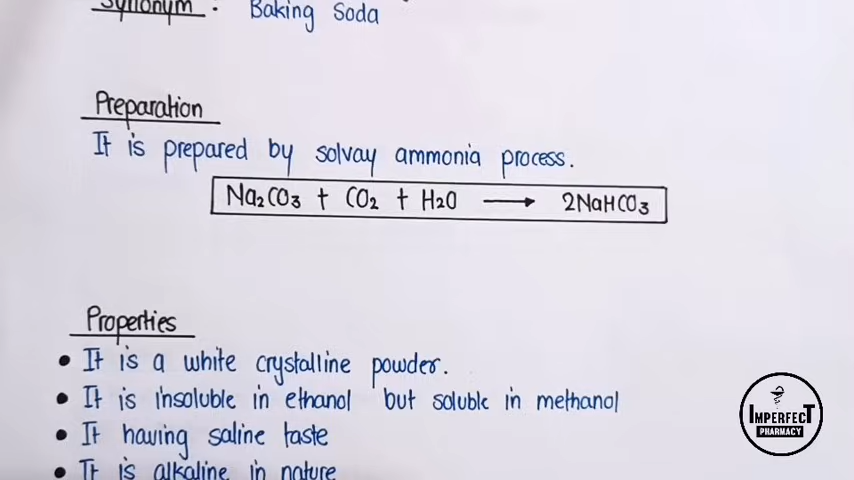 Synonym : Baking Soda
Preparation
It is prepared by solvay ammonia process.
Na₂CO₃ + CO₂ + H₂O ⟶ 2NaHCO₃
Properties
• It is a white crystalline powder.
• It is insoluble in ethanol but soluble in methanol
• It having saline taste
• It is alkaline in nature
IMPERFECT
PHARMACY